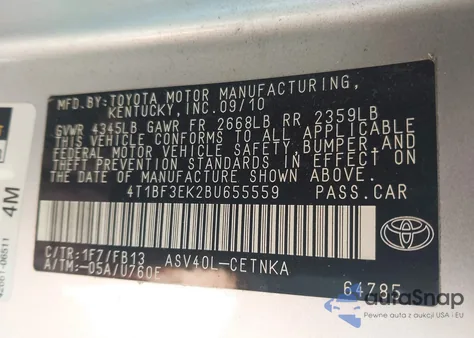 MFD.BY:TOYOTA MOTOR MANUFACTURING,
KENTUCKY, INC.09/10
GVWR 4345LB GAWR FR 2668LB RR 2359LB
THIS VEHICLE CONFORMS TO ALL APPLICABLE
FEDERAL MOTOR VEHICLE SAFETY,BUMPER,AND
THEFT PREVENTION STANDARDS IN EFFECT ON
THE DATE OF MANUFACTURE SHOWN ABOVE.
4T1BF3EK2BU655559 PASS.CAR
C/TR:1F7/FB13 ASV40L-CETNKA
A/TM:-05A/U760E
64785
TOYOTA
4M
42661-06511
autoSnap
Pewne auta z aukcji USA i EU